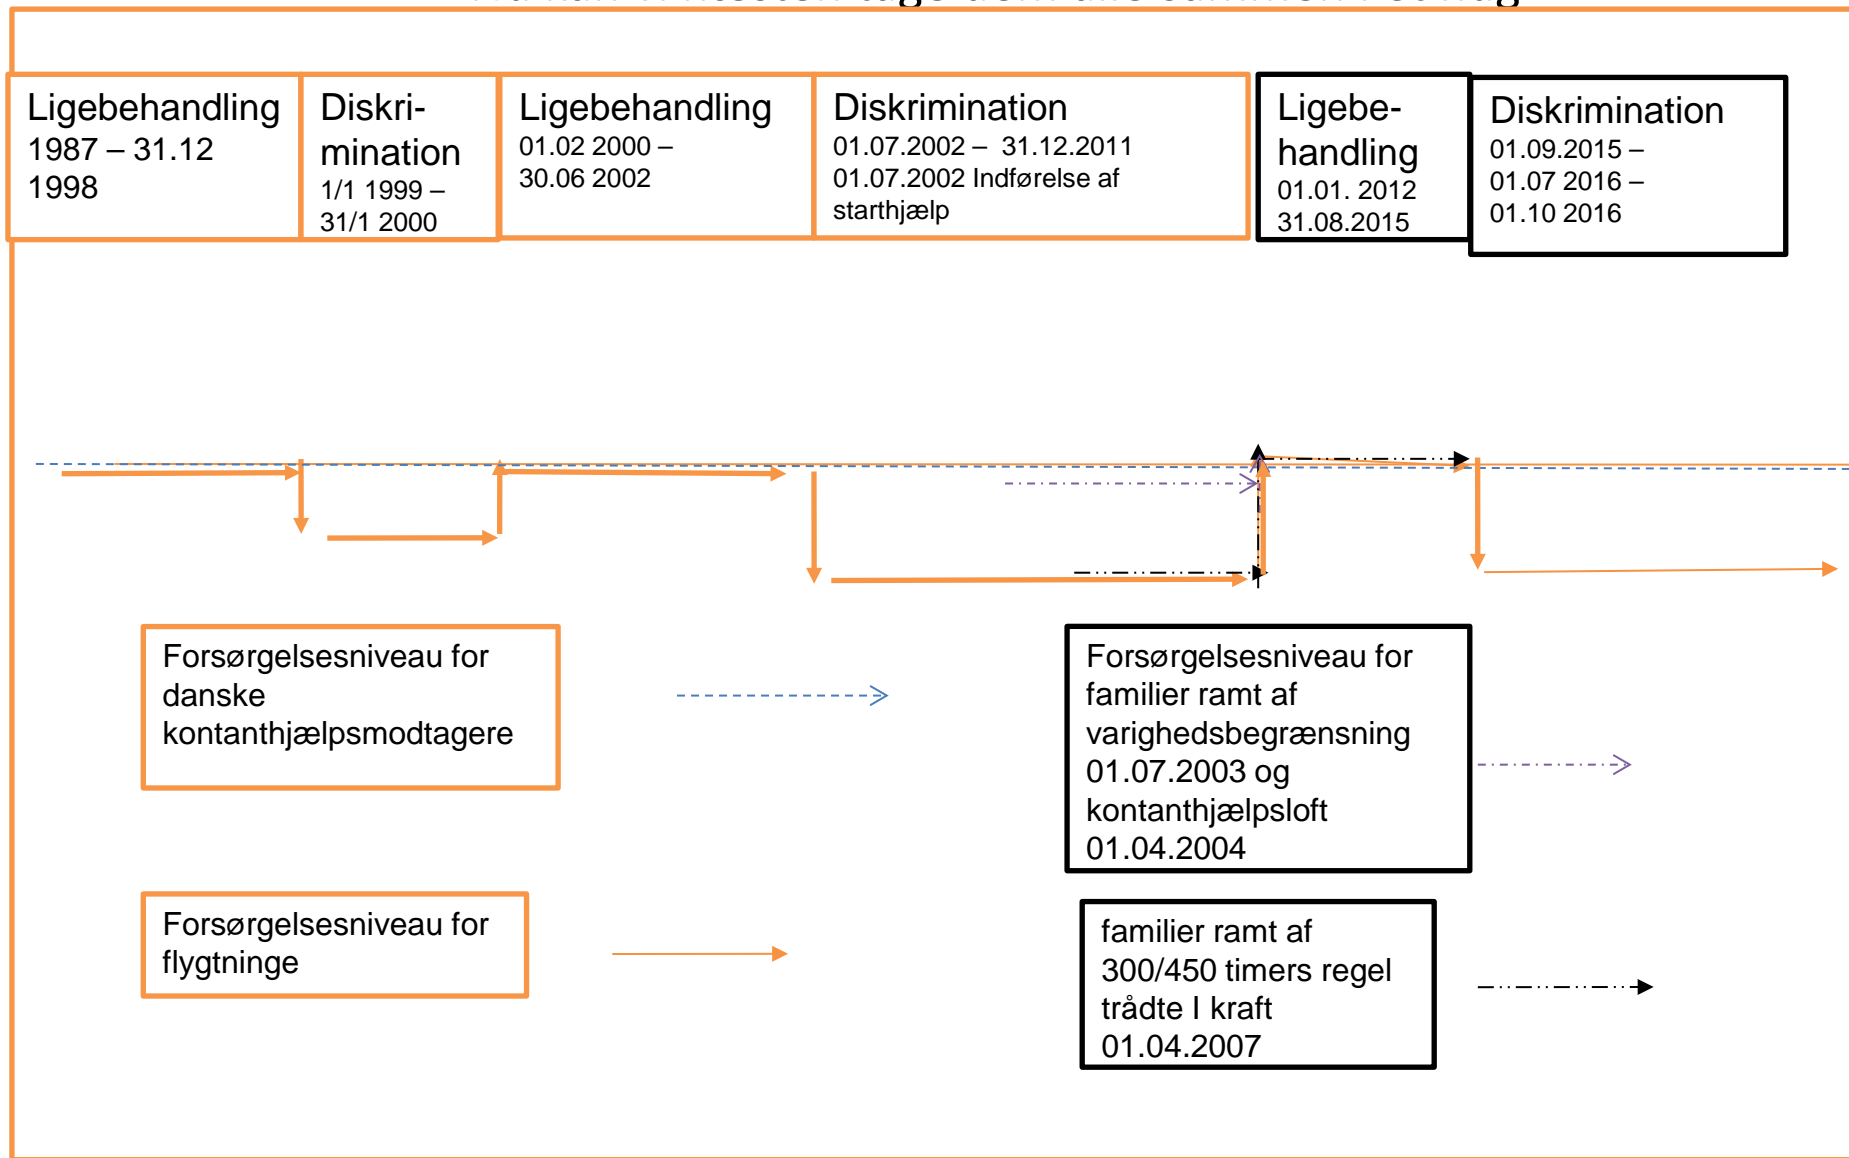 Ligebehandling
1987 – 31.12
1998
Diskri-
mination
1/1 1999 –
31/1 2000
Ligebehandling
01.02 2000 –
30.06 2002
Diskrimination
01.07.2002 – 31.12.2011
01.07.2002 Indførelse af
starthjælp
Ligebe-
handling
01.01. 2012
31.08.2015
Diskrimination
01.09.2015 –
01.07 2016 –
01.10 2016
Forsørgelsesniveau for
danske
kontanthjælpsmodtagere
Forsørgelsesniveau for
familier ramt af
varighedsbegrænsning
01.07.2003 og
kontanthjælpsloft
01.04.2004
Forsørgelsesniveau for
flygtninge
familier ramt af
300/450 timers regel
trådte I kraft
01.04.2007